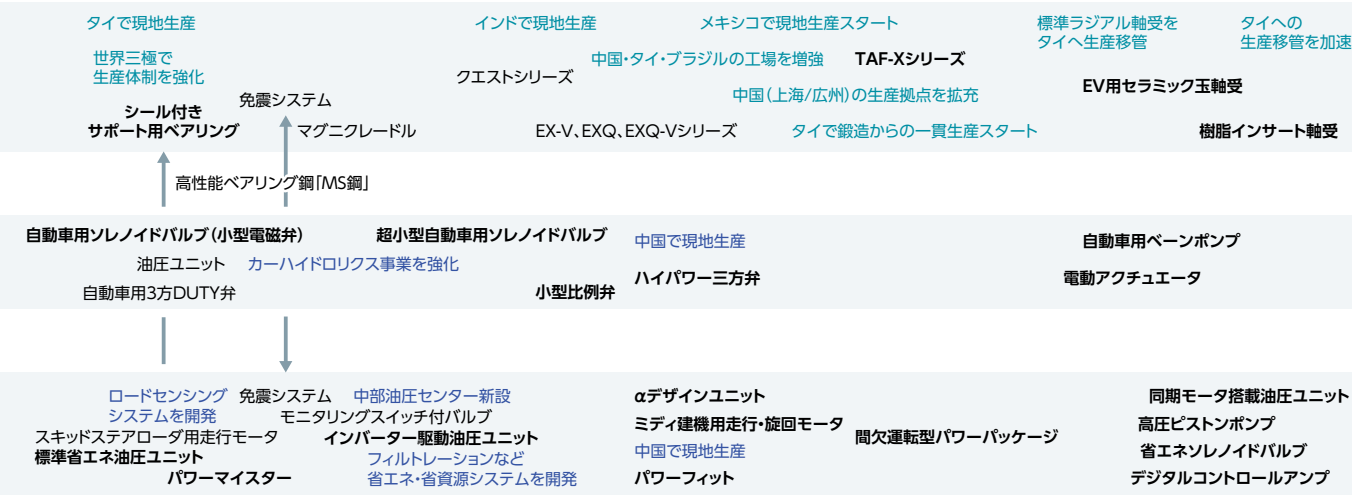 タイで現地生産
インドで現地生産
メキシコで現地生産スタート
標準ラジアル軸受を
タイへ生産移管
タイへの
生産移管を加速
世界三極で
生産体制を強化
中国・タイ・ブラジルの工場を増強
TAF-Xシリーズ
クエストシリーズ
EV用セラミック玉軸受
中国(上海/広州)の生産拠点を拡充
免震システム
シール付き
サポート用ベアリング
マグニクレードル
EX-V、EXQ、EXQ-Vシリーズ
タイで鍛造からの一貫生産スタート
樹脂インサート軸受
高性能ベアリング鋼「MS鋼」
自動車用ソレノイドバルブ(小型電磁弁)
超小型自動車用ソレノイドバルブ
中国で現地生産
自動車用ベーンポンプ
油圧ユニット
カーハイドロリクス事業を強化
ハイパワー三方弁
電動アクチュエータ
自動車用3方DUTY弁
小型比例弁
ロードセンシング
システムを開発
免震システム
中部油圧センター新設
αデザインユニット
同期モータ搭載油圧ユニット
モニタリングスイッチ付バルブ
ミディ建機用走行・旋回モータ
高圧ピストンポンプ
スキッドステアローダ用走行モータ
インバーター駆動油圧ユニット
間欠運転型パワーパッケージ
標準省エネ油圧ユニット
フィルトレーションなど
省エネ・省資源システムを開発
中国で現地生産
省エネソレノイドバルブ
パワーマイスター
パワーフィット
デジタルコントロールアンプ